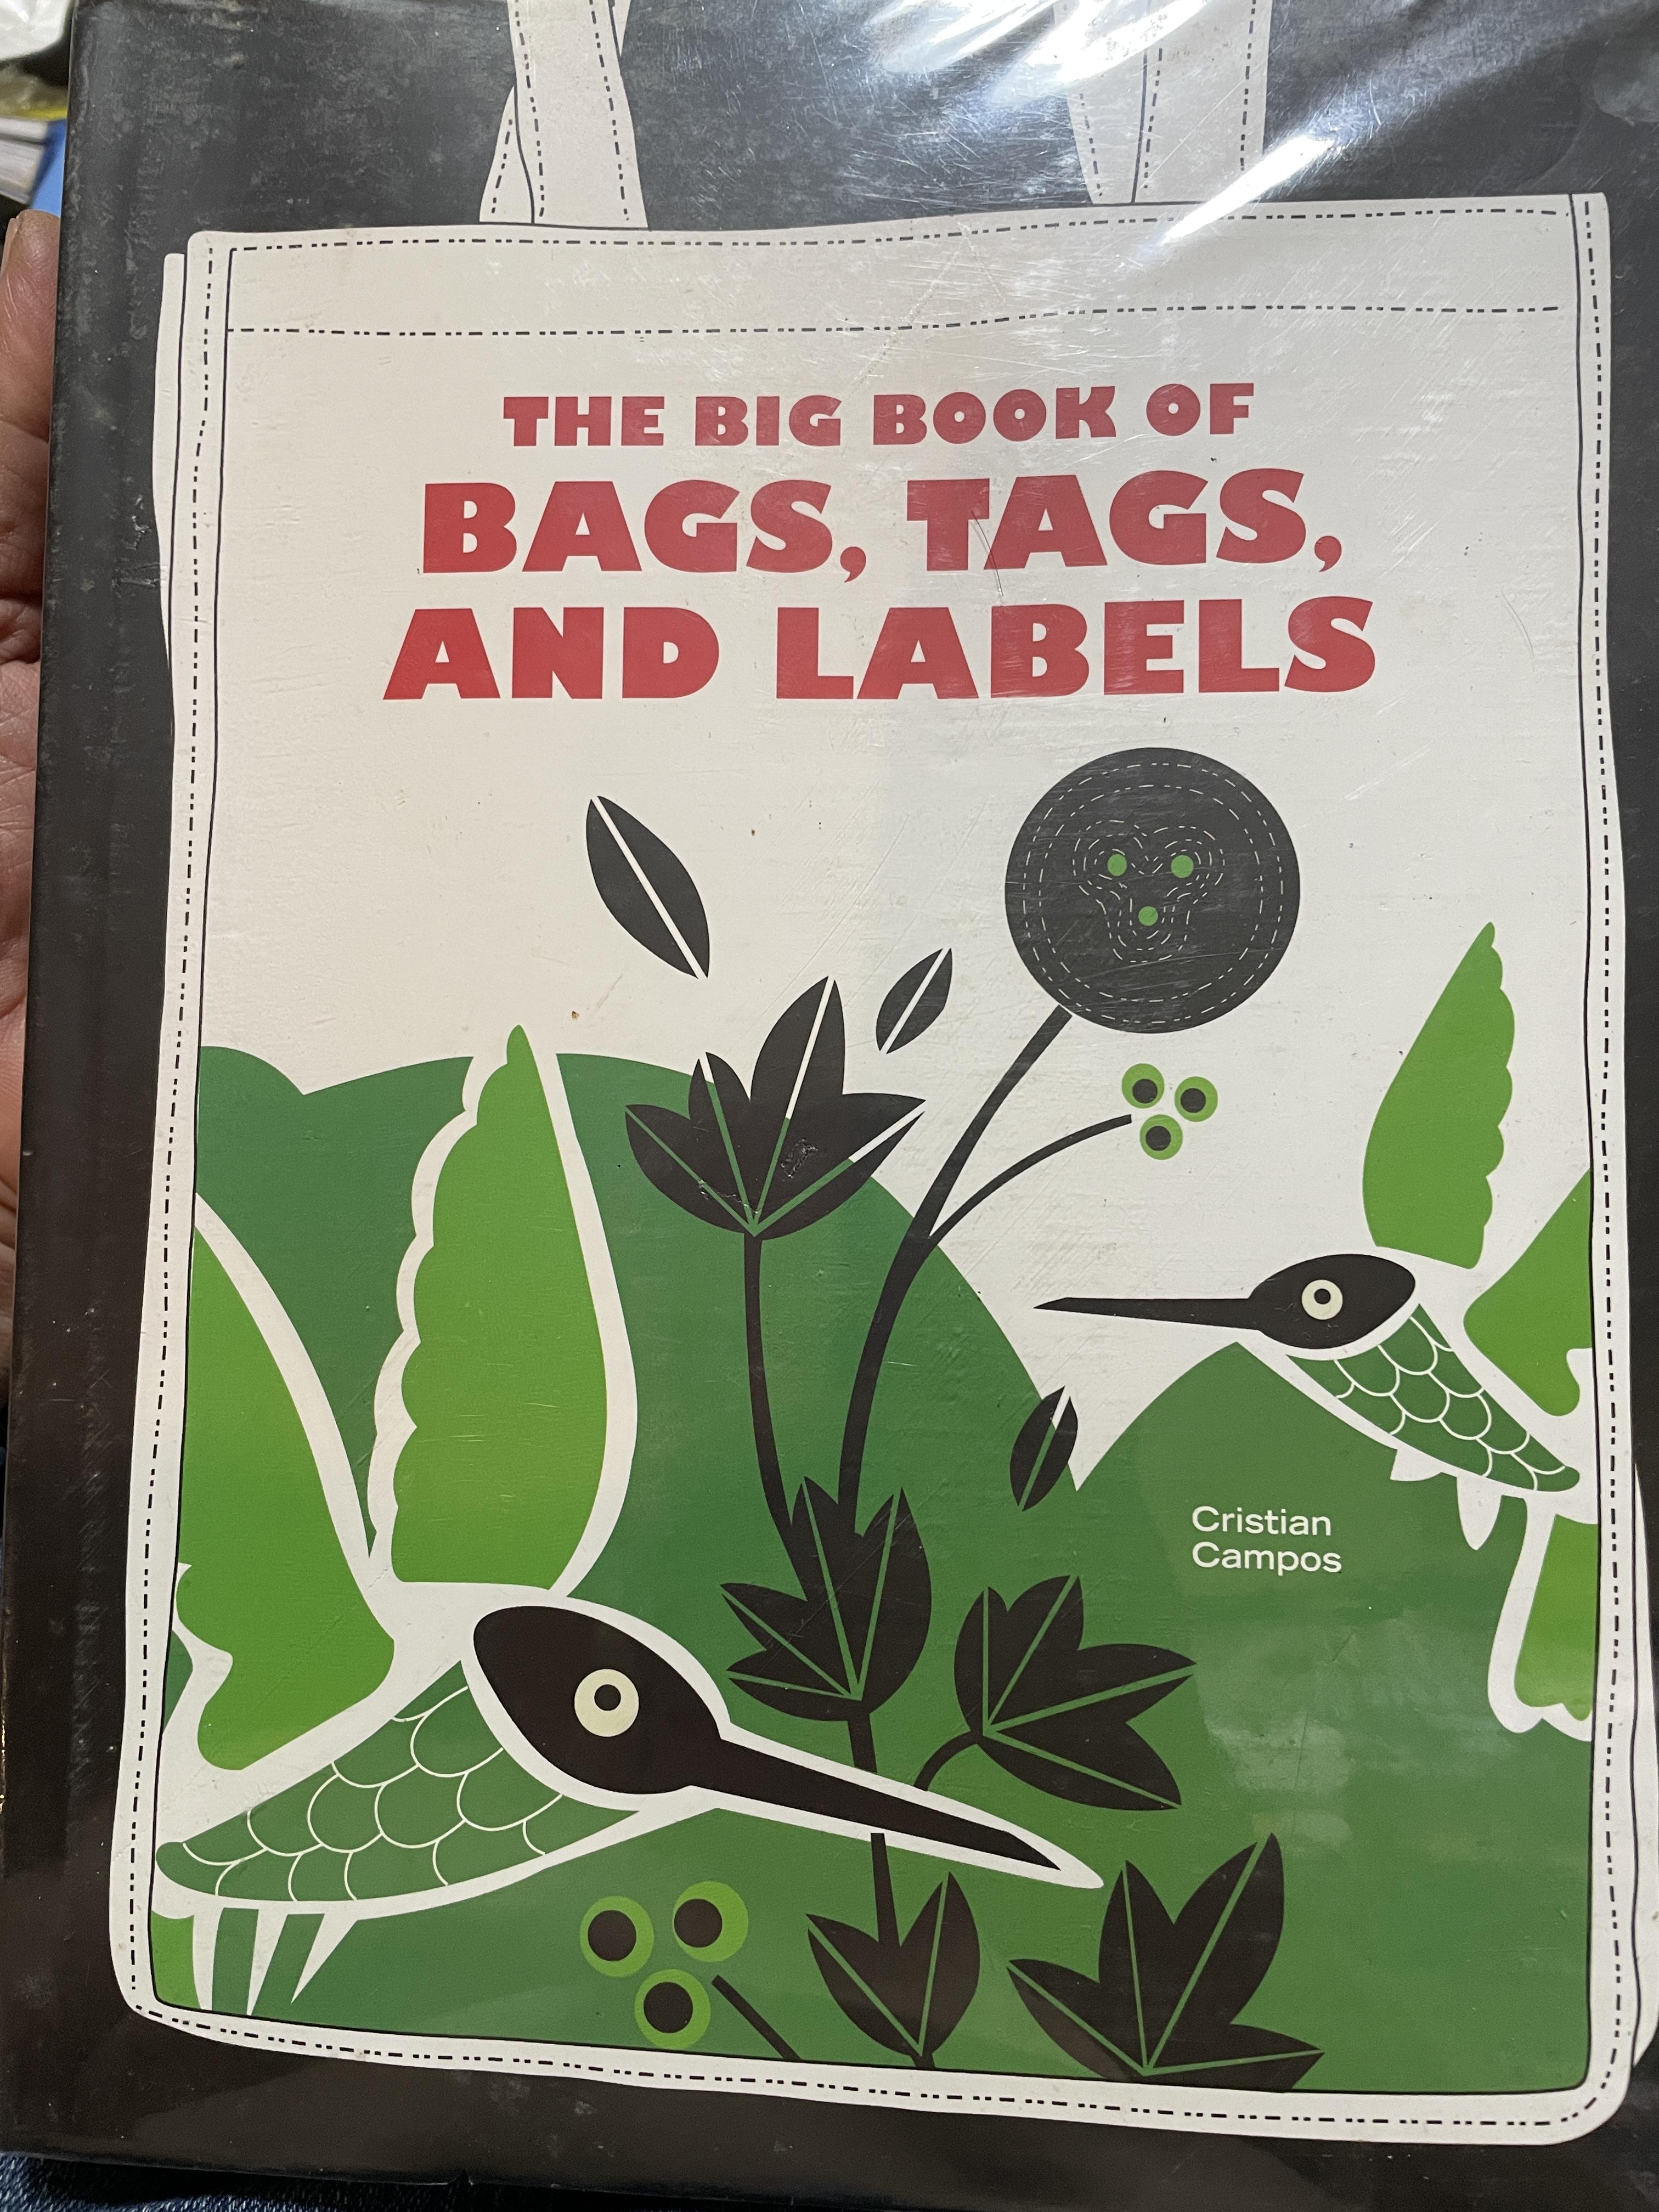 THE BIG BOOK OF
BAGS, TAGS,
AND LABELS
Cristian
Campos